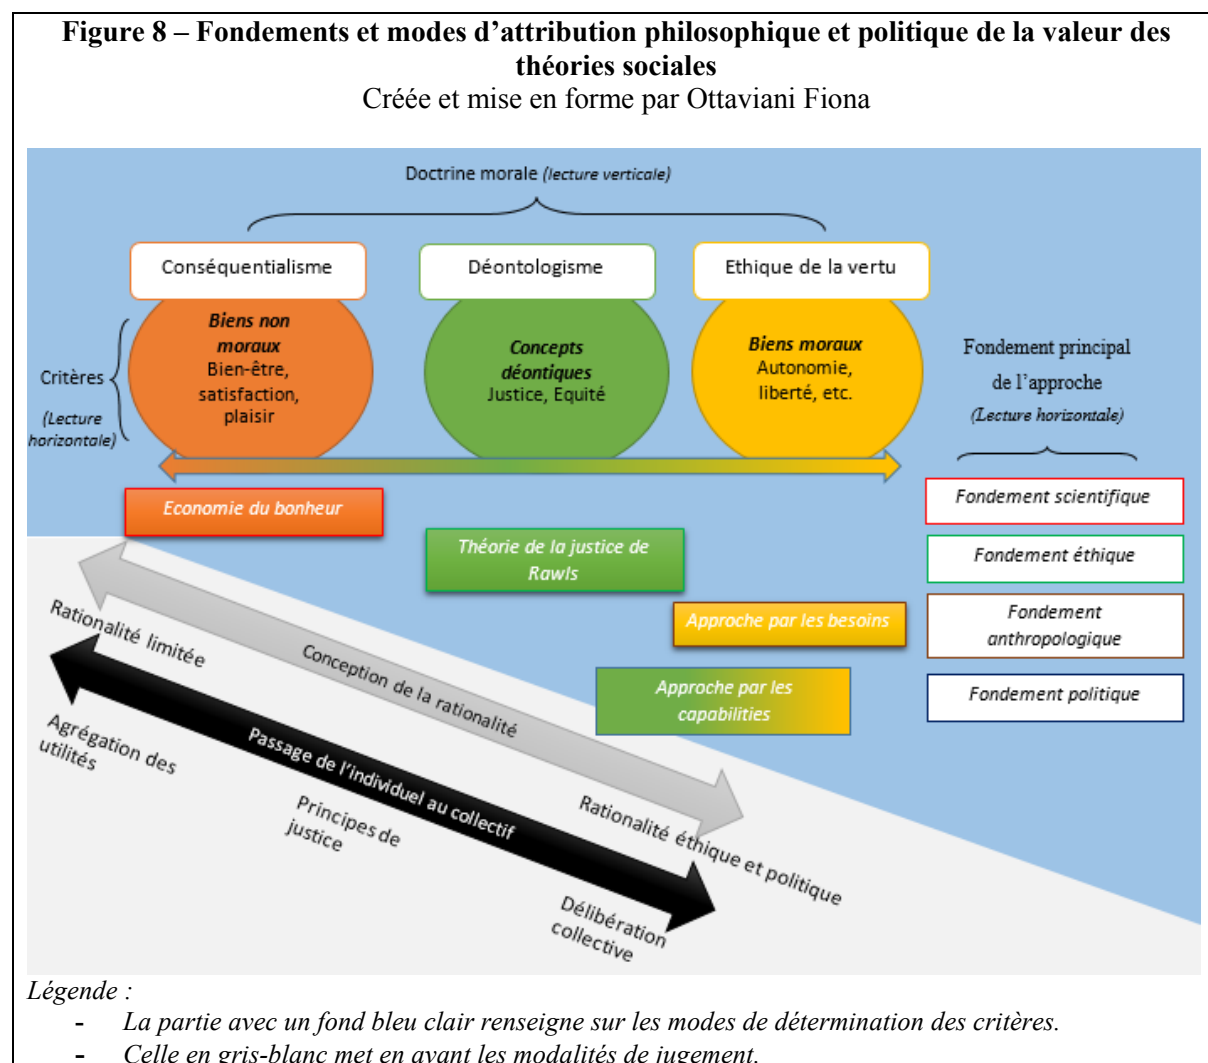 Figure 8 – Fondements et modes d'attribution philosophique et politique de la valeur des
théories sociales
Créée et mise en forme par Ottaviani Fiona
Doctrine morale (lecture verticale)
Conséquentialisme
Déontologisme
Ethique de la vertu
Critères
(Lecture
horizontale)
Biens non
moraux
Bien-être,
satisfaction,
plaisir
Concepts
déontiques
Justice, Equité
Biens moraux
Autonomie,
liberté, etc.
Fondement principal
de l'approche
(Lecture horizontale)
Economie du bonheur
Fondement scientifique
Théorie de la justice de
Rawls
Fondement éthique
Approche par les besoins
Fondement
anthropologique
Approche par les
capabilities
Fondement politique
Rationalité limitée
Conception de la rationalité
Rationalité éthique et politique
Agrégation des
utilités
Passage de l'individuel au collectif
Principes de
justice
Délibération
collective
Légende :
- La partie avec un fond bleu clair renseigne sur les modes de détermination des critères.
- Celle en gris-blanc met en avant les modalités de jugement.